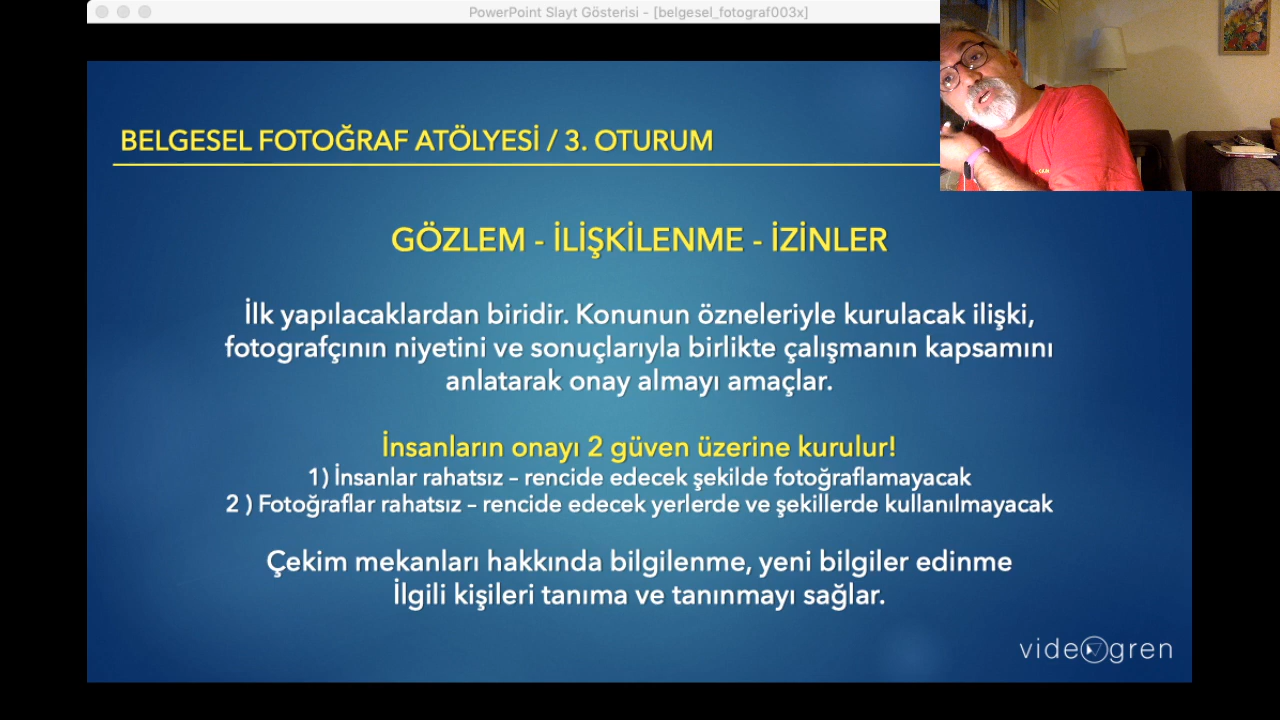 PowerPoint Slayt Gösterisi - [belgesel_fotograf003x]
BELGESEL FOTOĞRAF ATÖLYESİ / 3. OTURUM
GÖZLEM - İLİŞKİLENME - İZİNLER
İlk yapılacaklardan biridir. Konunun özneleriyle kurulacak ilişki,
fotografçının niyetini ve sonuçlarıyla birlikte çalışmanın kapsamını
anlatarak onay almayı amaçlar.
İnsanların onayı 2 güven üzerine kurulur!
1) İnsanlar rahatsız – rencide edecek şekilde fotoğraflamayacak
2 ) Fotoğraflar rahatsız – rencide edecek yerlerde ve şekillerde kullanılmayacak
Çekim mekanları hakkında bilgilenme, yeni bilgiler edinme
İlgili kişileri tanıma ve tanınmayı sağlar.
videogren